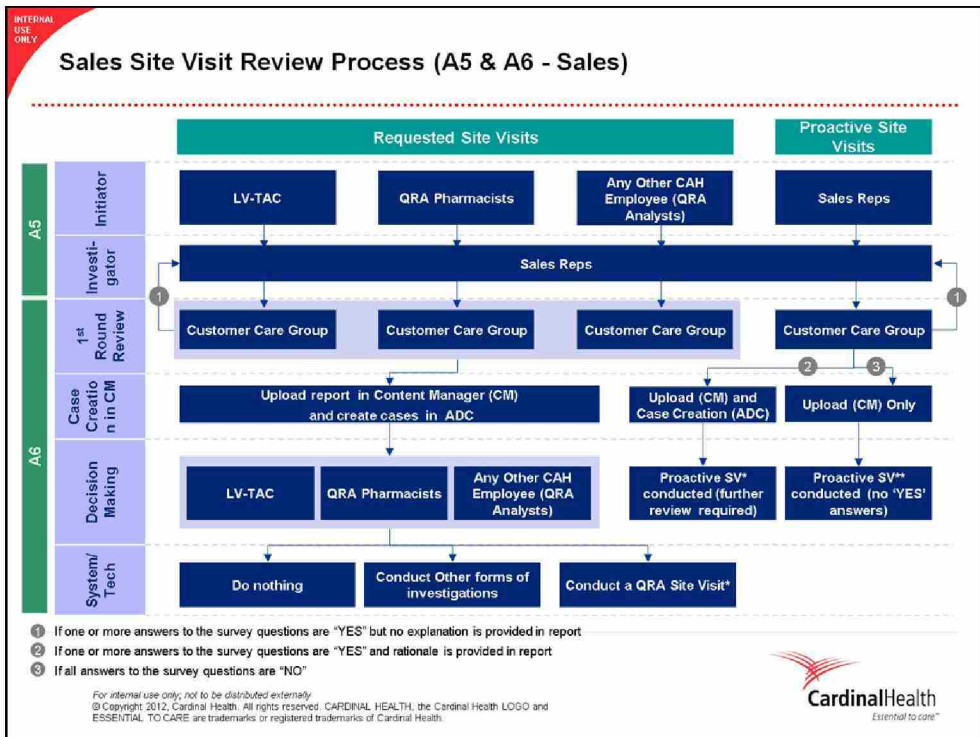 INTERNAL
USE
ONLY
Sales Site Visit Review Process (A5 & A6 - Sales)
Requested Site Visits
Proactive Site
Visits
A5
Initiator
LV-TAC
QRA Pharmacists
Any Other CAH
Employee (QRA
Analysts)
Sales Reps
Investi-
gator
Sales Reps
1
1
A6
1st
Round
Review
Customer Care Group
Customer Care Group
Customer Care Group
Customer Care Group
2
3
Case
Creatio
n in CM
Upload report in Content Manager (CM)
and create cases in ADC
Upload (CM) and
Case Creation (ADC)
Upload (CM) Only
Decision
Making
LV-TAC
QRA Pharmacists
Any Other CAH
Employee (QRA
Analysts)
Proactive SV*
conducted (further
review required)
Proactive SV**
conducted (no 'YES'
answers)
System/
Tech
Do nothing
Conduct Other forms of
investigations
Conduct a QRA Site Visit*
1 If one or more answers to the survey questions are "YES" but no explanation is provided in report
2 If one or more answers to the survey questions are "YES" and rationale is provided in report
3 If all answers to the survey questions are "NO"
For internal use only; not to be distributed externally
© Copyright 2012, Cardinal Health. All rights reserved. CARDINAL HEALTH, the Cardinal Health LOGO and
ESSENTIAL TO CARE are trademarks or registered trademarks of Cardinal Health.
CardinalHealth
Essential to care™